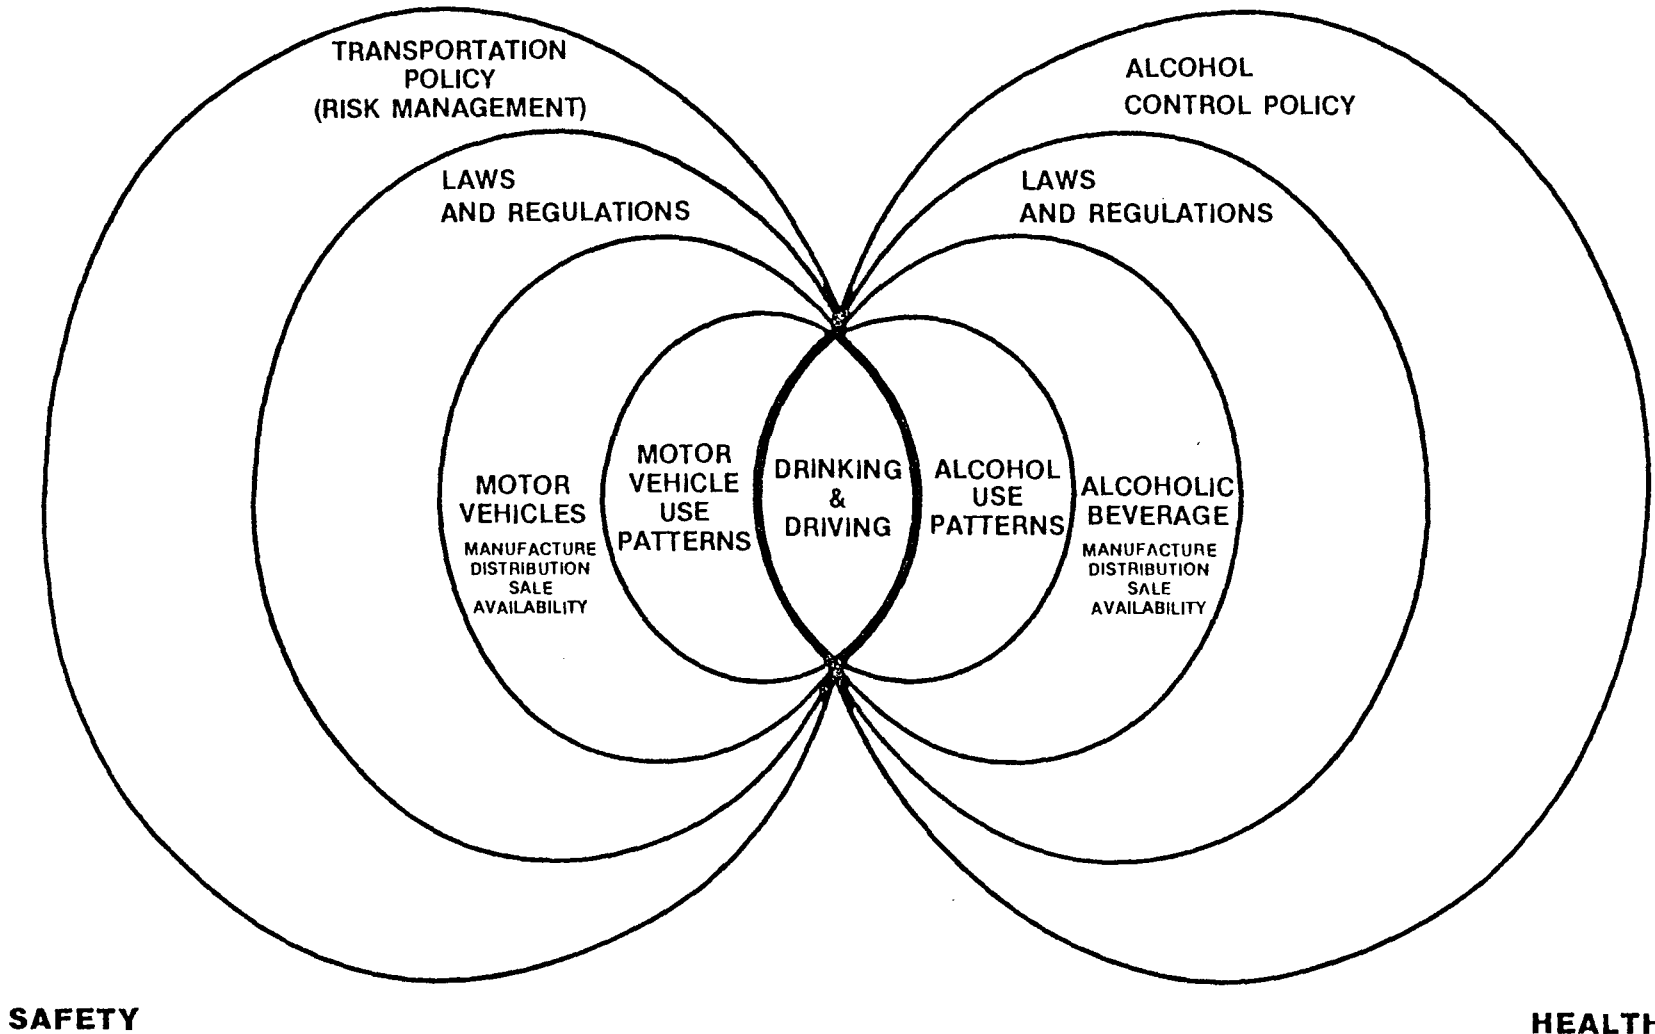 TRANSPORTATION
POLICY
(RISK MANAGEMENT)
ALCOHOL
CONTROL POLICY
LAWS
AND REGULATIONS
LAWS
AND REGULATIONS
MOTOR
VEHICLES
MANUFACTURE
DISTRIBUTION
SALE
AVAILABILITY
MOTOR
VEHICLE
USE
PATTERNS
DRINKING
&
DRIVING
ALCOHOL
USE
PATTERNS
ALCOHOLIC
BEVERAGE
MANUFACTURE
DISTRIBUTION
SALE
AVAILABILITY
SAFETY
HEALTH